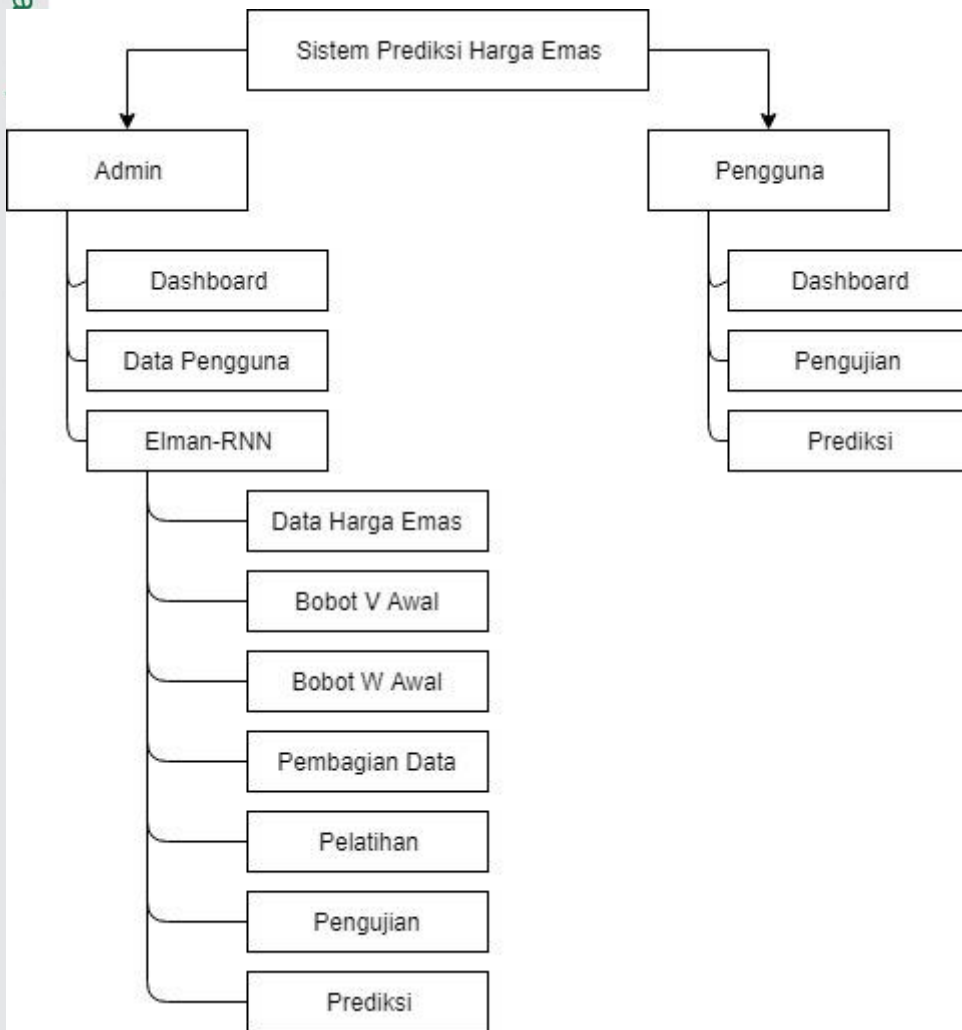 Sistem Prediksi Harga Emas
Admin
Pengguna
Dashboard
Data Pengguna
Elman-RNN
Data Harga Emas
Bobot V Awal
Bobot W Awal
Pembagian Data
Pelatihan
Pengujian
Prediksi
Dashboard
Pengujian
Prediksi